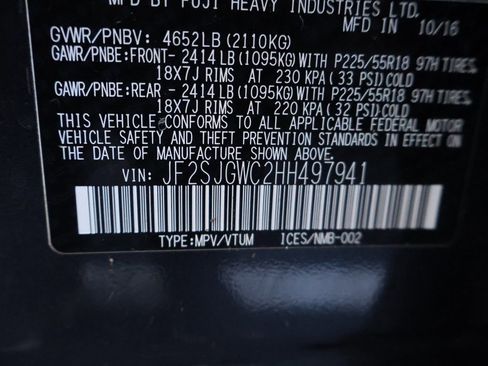 MFD BY FUJI HEAVY INDUSTRIES LTD.
MFD IN 10/16
GVWR/PNBV: 4652LB(2110KG)
GAWR/PNBE:FRONT- 2414LB(1095KG)WITH P225/55R18 97H TIRES,
18X7J RIMS AT 230 KPA(33 PSI)COLD
GAWR/PNBE:REAR - 2414LB(1095KG)WITH P225/55R18 97H TIRES,
18X7J RIMS AT 220 KPA(32 PSI)COLD
THIS VEHICLE CONFORMS TO ALL APPLICABLE FEDERAL MOTOR
VEHICLE SAFETY AND THEFT PREVENTION STANDARDS IN EFFECT
ON THE DATE OF MANUFACTURE SHOWN ABOVE.
VIN: JF2SJGWC2HH497941
TYPE:MPV/VTUM ICES/NMB-002